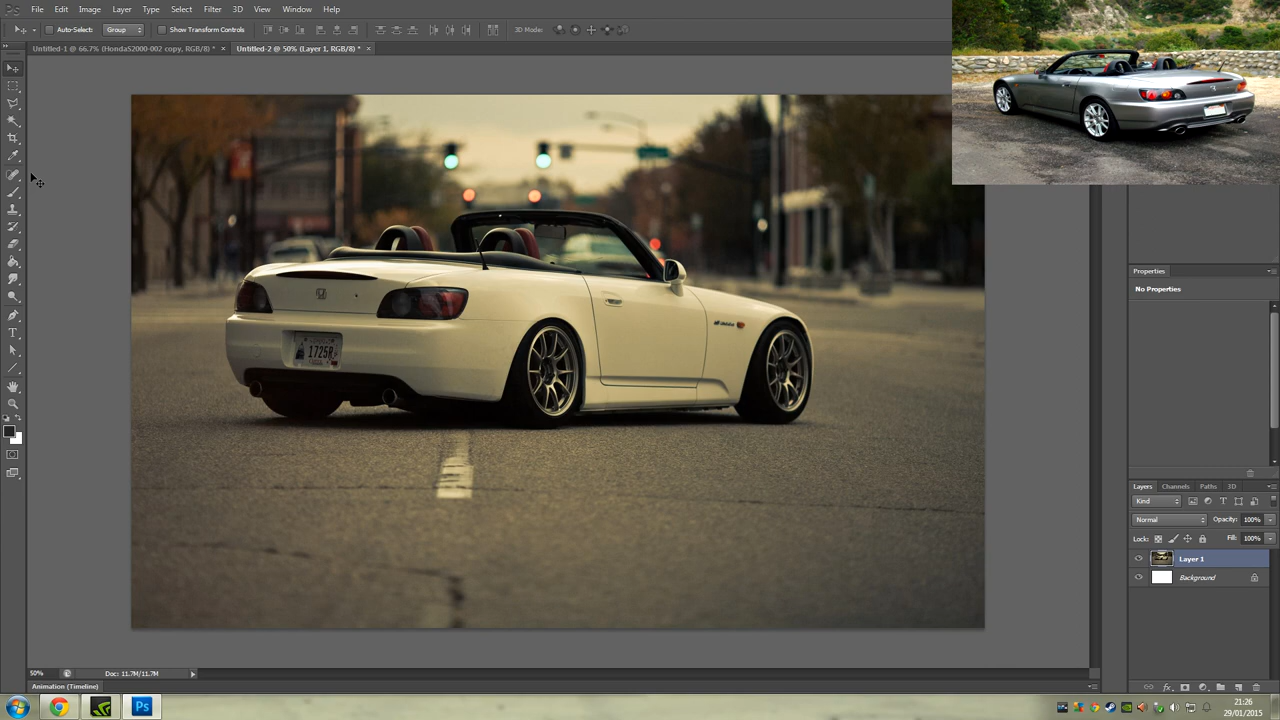 Ps File Edit Image Layer Type Select Filter 3D View Window Help
Auto-Select: Group Show Transform Controls 3D Mode:
Untitled-1 @ 66.7% (HondaS2000-002 copy, RGB/8) * × Untitled-2 @ 50% (Layer 1, RGB/8) * ×
Properties
No Properties
1725R
Layers Channels Paths 3D
Kind
Normal Opacity: 100%
Lock: Fill: 100%
Layer 1
Background
50% Doc: 11.7M/11.7M
Animation (Timeline)
Ps
21:26
29/01/2015